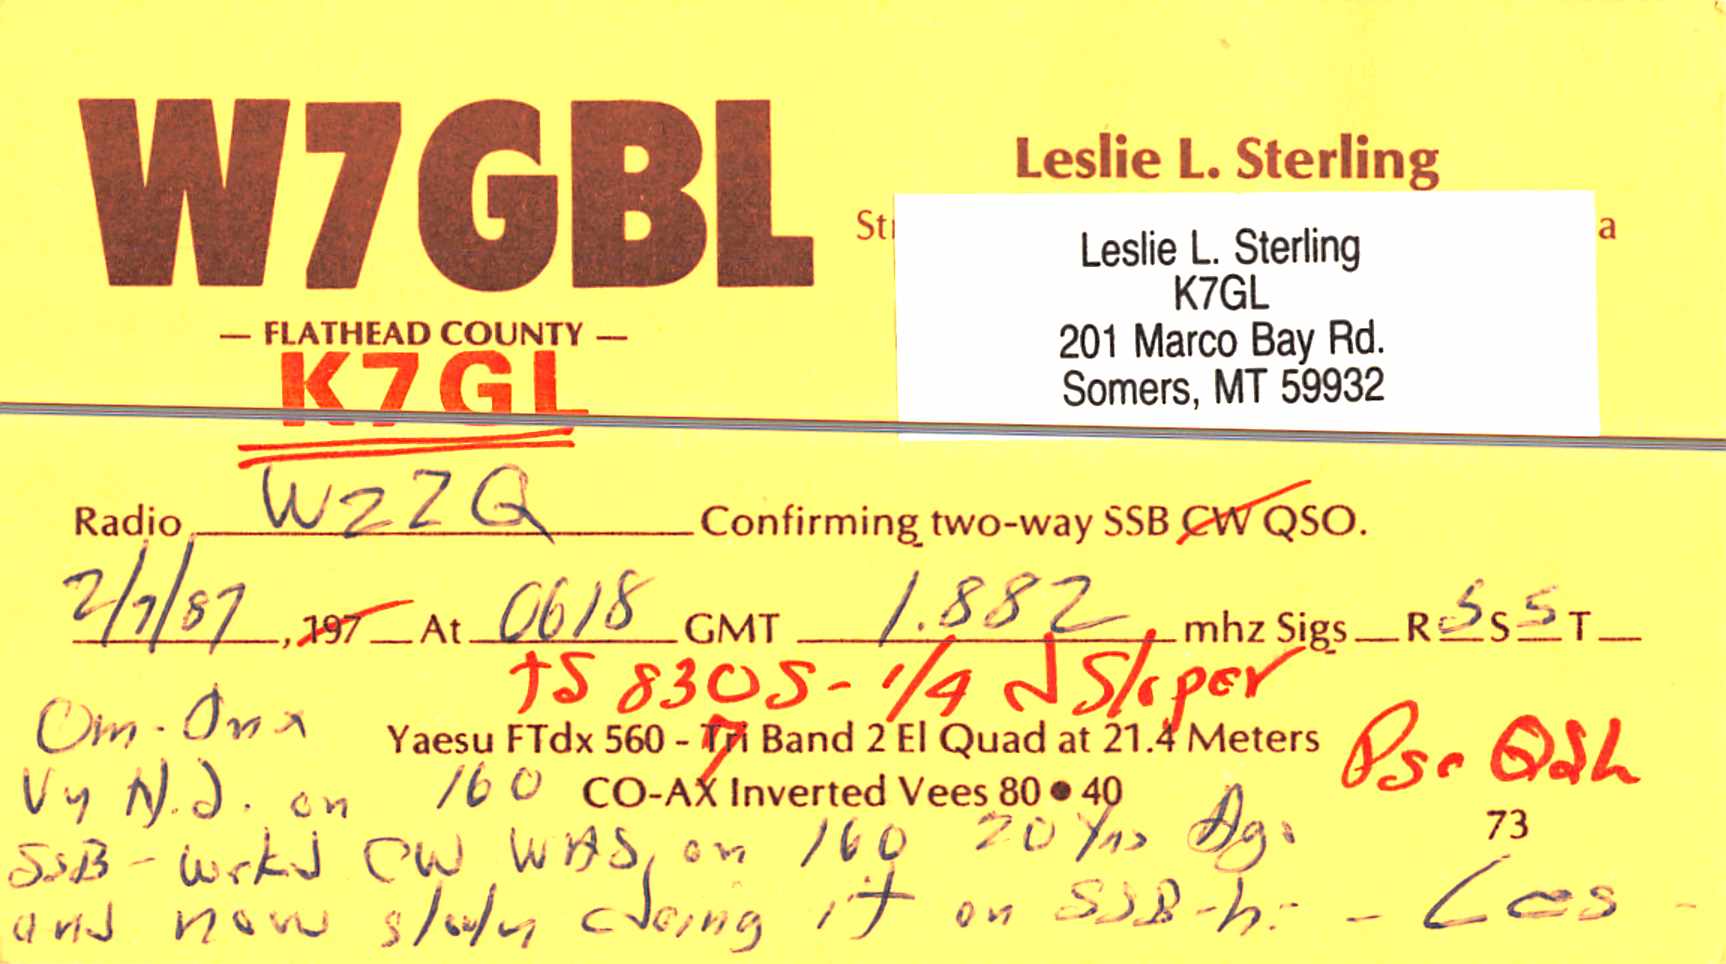 W7GBL
Leslie L. Sterling
St
a
Leslie L. Sterling
K7GL
201 Marco Bay Rd.
Somers, MT 59932
— FLATHEAD COUNTY —
K7GL
Radio W2ZQ Confirming two-way SSB CW QSO.
2/7/87, 197 At 0618 GMT 1.882 mhz Sigs R 5 S 5 T
TS 830S - 1/4 Sloper
Om - Tnx
Yaesu FTdx 560 - Tri Band 2 El Quad at 21.4 Meters
Pse QSL
Vy N.J. on 160
CO-AX Inverted Vees 80 • 40
73
SSB - wrkd CW WAS on 160 20 Yrs Ago
and now slowly doing it on SSB - hi - Les -